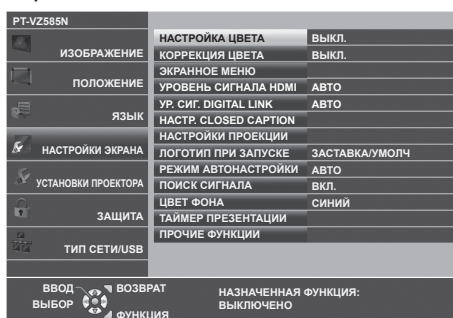 PT-VZ585N
ИЗОБРАЖЕНИЕ
ПОЛОЖЕНИЕ
ЯЗЫК
НАСТРОЙКИ ЭКРАНА
УСТАНОВКИ ПРОЕКТОРА
ЗАЩИТА
ТИП СЕТИ/USB
НАСТРОЙКА ЦВЕТА ВЫКЛ.
КОРРЕКЦИЯ ЦВЕТА ВЫКЛ.
ЭКРАННОЕ МЕНЮ
УРОВЕНЬ СИГНАЛА HDMI АВТО
УР. СИГ. DIGITAL LINK АВТО
НАСТР. CLOSED CAPTION
НАСТРОЙКИ ПРОЕКЦИИ
ЛОГОТИП ПРИ ЗАПУСКЕ ЗАСТАВКА/УМОЛЧ
РЕЖИМ АВТОНАСТРОЙКИ АВТО
ПОИСК СИГНАЛА ВКЛ.
ЦВЕТ ФОНА СИНИЙ
ТАЙМЕР ПРЕЗЕНТАЦИИ
ПРОЧИЕ ФУНКЦИИ
ВВОД ВОЗВРАТ
ВЫБОР
ФУНКЦИЯ
НАЗНАЧЕННАЯ ФУНКЦИЯ:
ВЫКЛЮЧЕНО